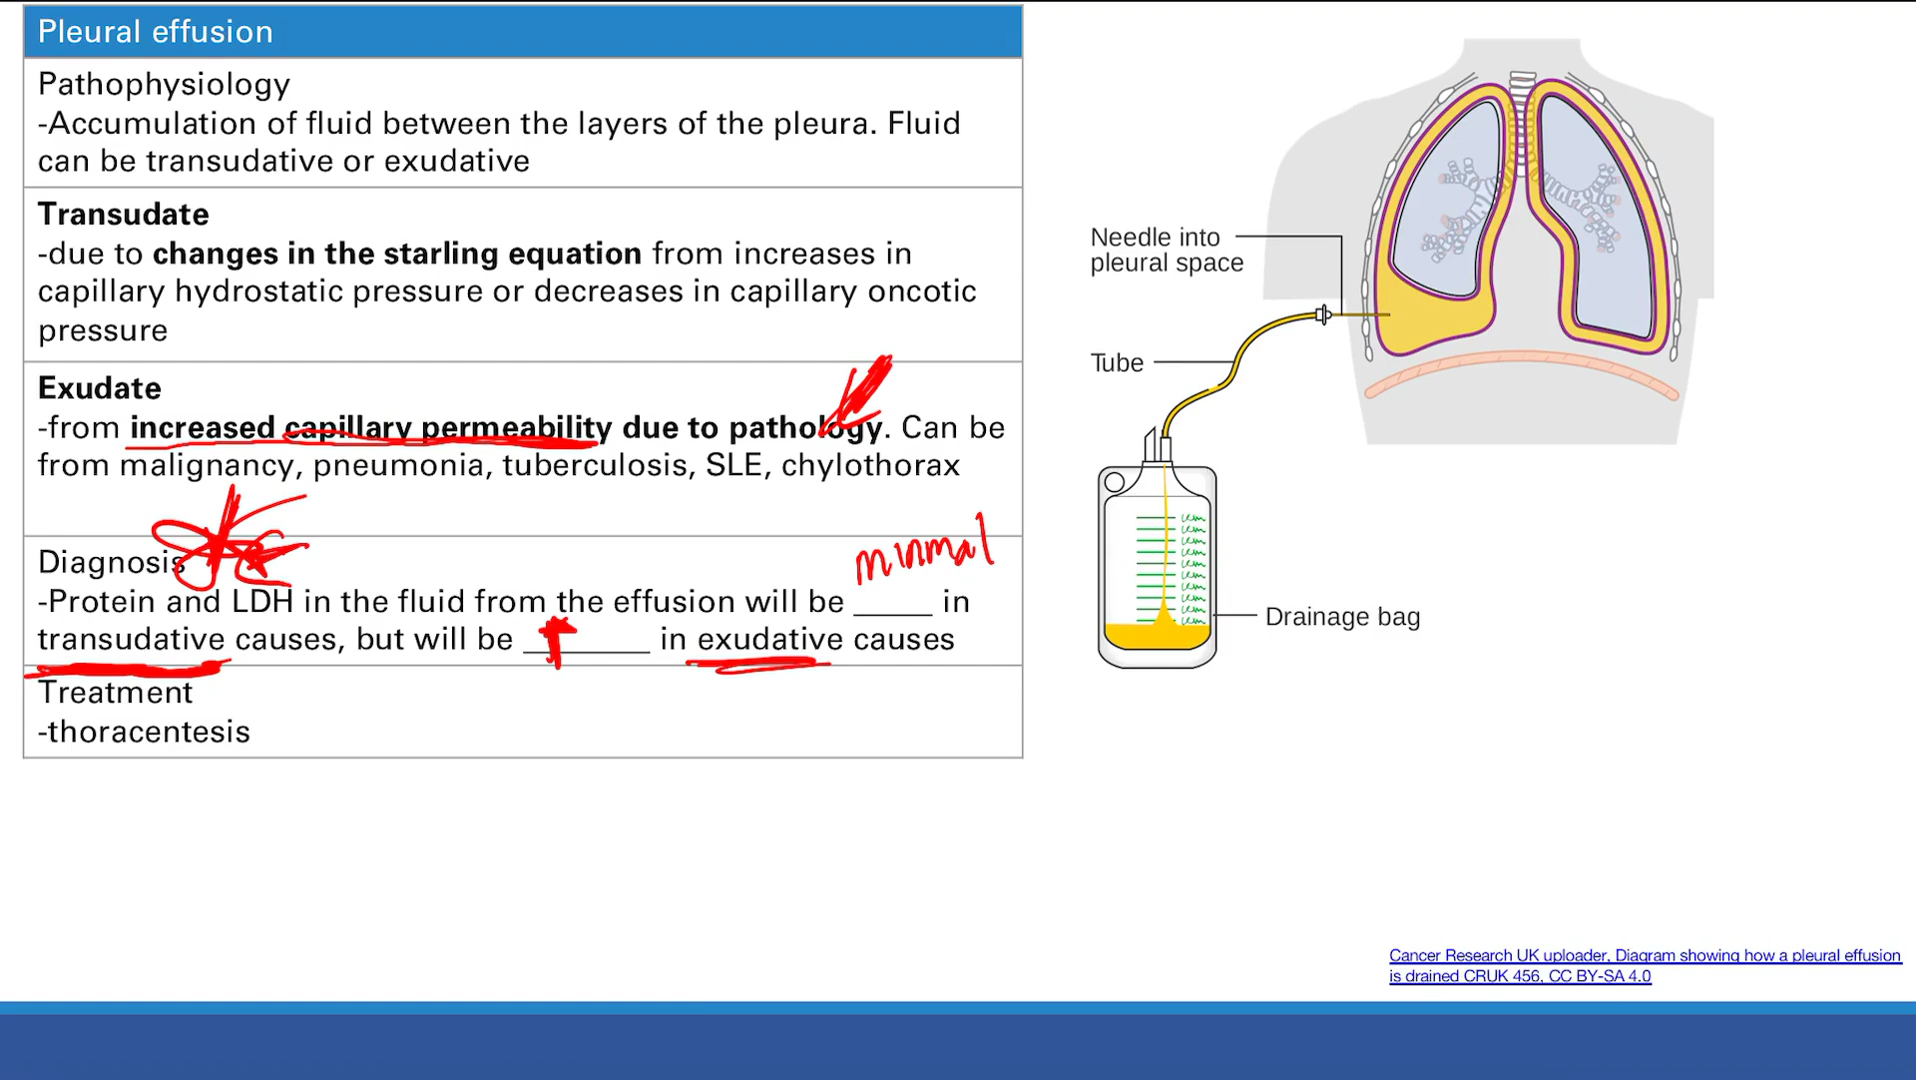 Pleural effusion
Pathophysiology
-Accumulation of fluid between the layers of the pleura. Fluid
can be transudative or exudative
Transudate
-due to changes in the starling equation from increases in
capillary hydrostatic pressure or decreases in capillary oncotic
pressure
Exudate
-from increased capillary permeability due to pathology. Can be
from malignancy, pneumonia, tuberculosis, SLE, chylothorax
Diagnosis
minmal
-Protein and LDH in the fluid from the effusion will be _____ in
transudative causes, but will be ___↑_____ in exudative causes
Treatment
-thoracentesis
Needle into
pleural space
Tube
Drainage bag
Cancer Research UK uploader, Diagram showing how a pleural effusion
is drained CRUK 456, CC BY-SA 4.0